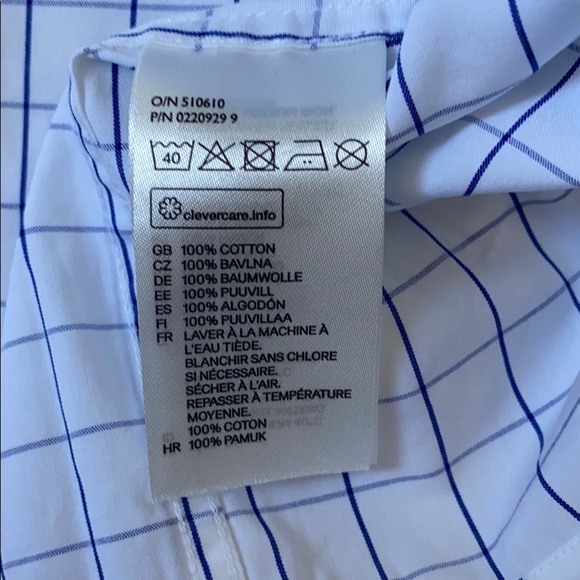 O/N 510610
P/N 0220929 9
40
clevercare.info
GB 100% COTTON
CZ 100% BAVLNA
DE 100% BAUMWOLLE
EE 100% PUUVILL
ES 100% ALGODÓN
FI 100% PUUVILLAA
FR LAVER À LA MACHINE À
L'EAU TIÈDE.
BLANCHIR SANS CHLORE
SI NÉCESSAIRE.
SÉCHER À L'AIR.
REPASSER À TEMPÉRATURE
MOYENNE.
100% COTON
HR 100% PAMUK